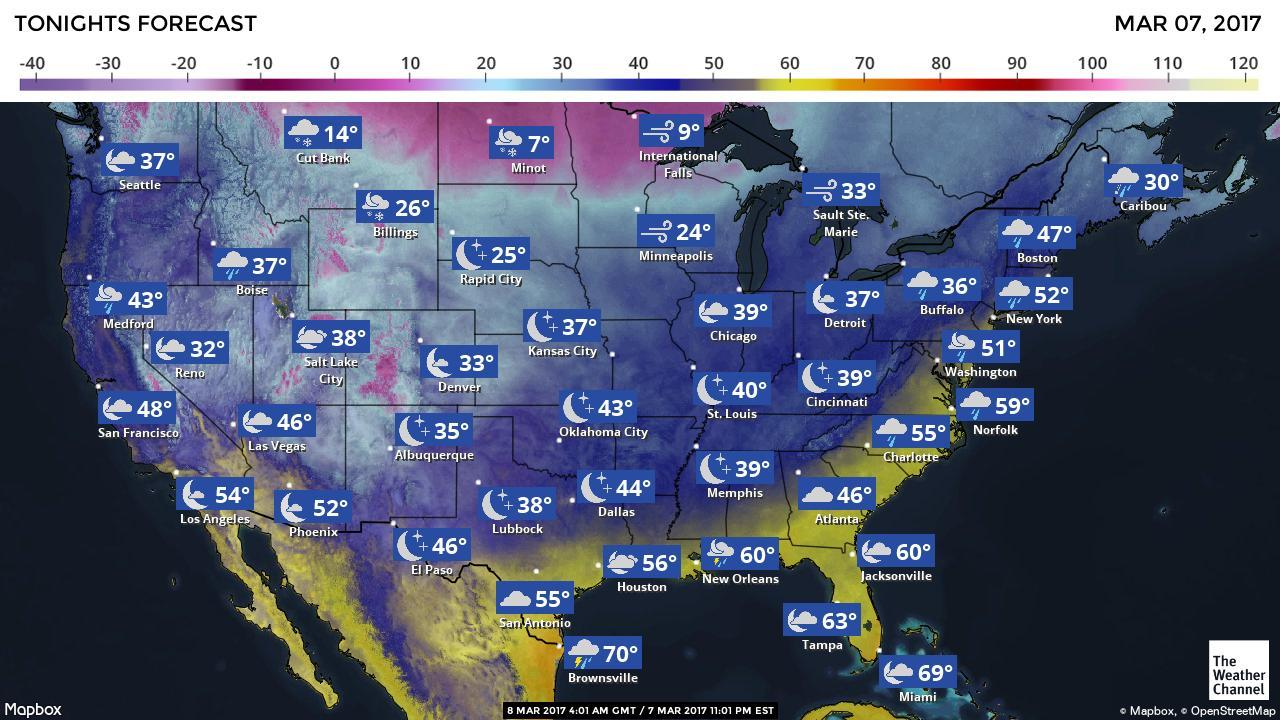 TONIGHTS FORECAST
MAR 07, 2017
-40 -30 -20 -10 0 10 20 30 40 50 60 70 80 90 100 110 120
14°
Cut Bank
7°
Minot
9°
International
Falls
37°
Seattle
33°
Sault Ste.
Marie
30°
Caribou
26°
Billings
24°
Minneapolis
47°
Boston
25°
Rapid City
37°
Boise
43°
Medford
36°
Buffalo
52°
New York
37°
Detroit
39°
Chicago
37°
Kansas City
38°
Salt Lake
City
32°
Reno
33°
Denver
51°
Washington
39°
Cincinnati
40°
St. Louis
48°
San Francisco
46°
Las Vegas
43°
Oklahoma City
59°
Norfolk
35°
Albuquerque
55°
Charlotte
39°
Memphis
44°
Dallas
46°
Atlanta
54°
Los Angeles
52°
Phoenix
38°
Lubbock
46°
El Paso
56°
Houston
60°
New Orleans
60°
Jacksonville
55°
San Antonio
63°
Tampa
70°
Brownsville
69°
Miami
The
Weather
Channel
Mapbox
8 MAR 2017 4:01 AM GMT / 7 MAR 2017 11:01 PM EST
© Mapbox, © OpenStreetMap